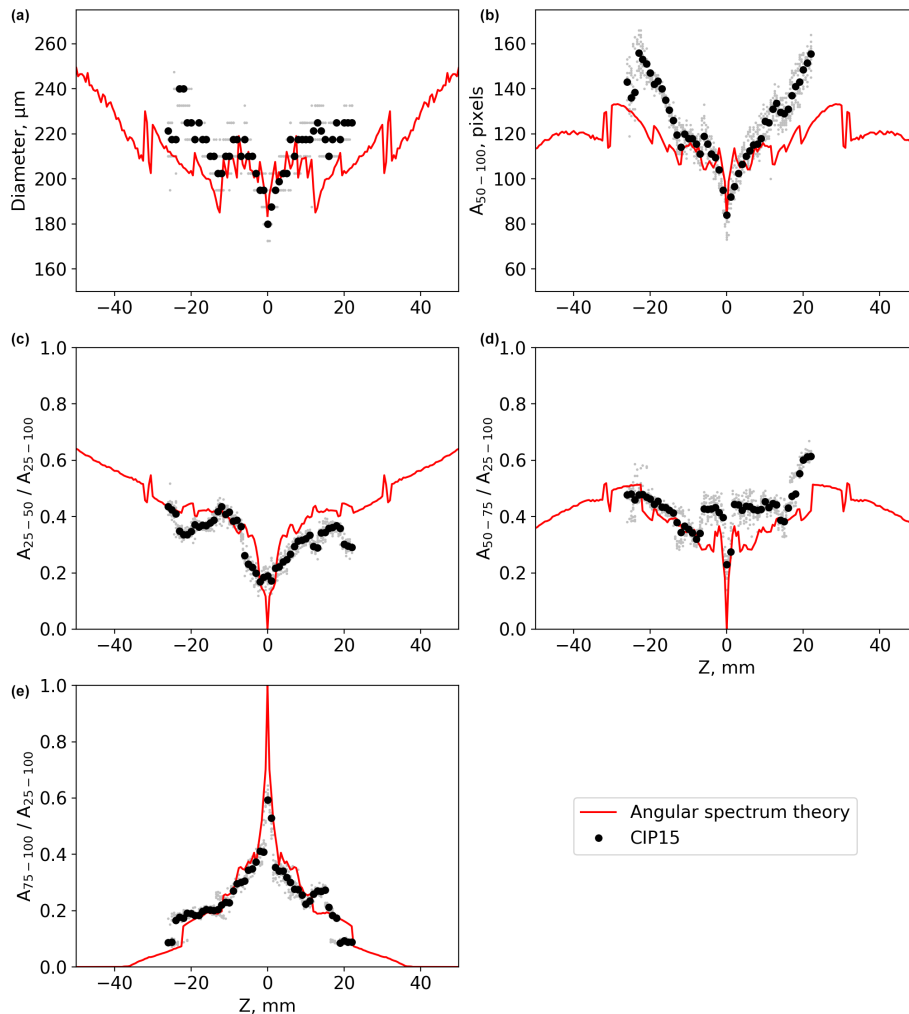 (a)
Diameter, μm
260
240
220
200
180
160
−40 −20 0 20 40
(b)
A50−100, pixels
160
140
120
100
80
60
−40 −20 0 20 40
(c)
A25−50 / A25−100
1.0
0.8
0.6
0.4
0.2
0.0
−40 −20 0 20 40
(d)
A50−75 / A25−100
1.0
0.8
0.6
0.4
0.2
0.0
−40 −20 0 20 40
Z, mm
(e)
A75−100 / A25−100
1.0
0.8
0.6
0.4
0.2
0.0
−40 −20 0 20 40
Z, mm
Angular spectrum theory
CIP15